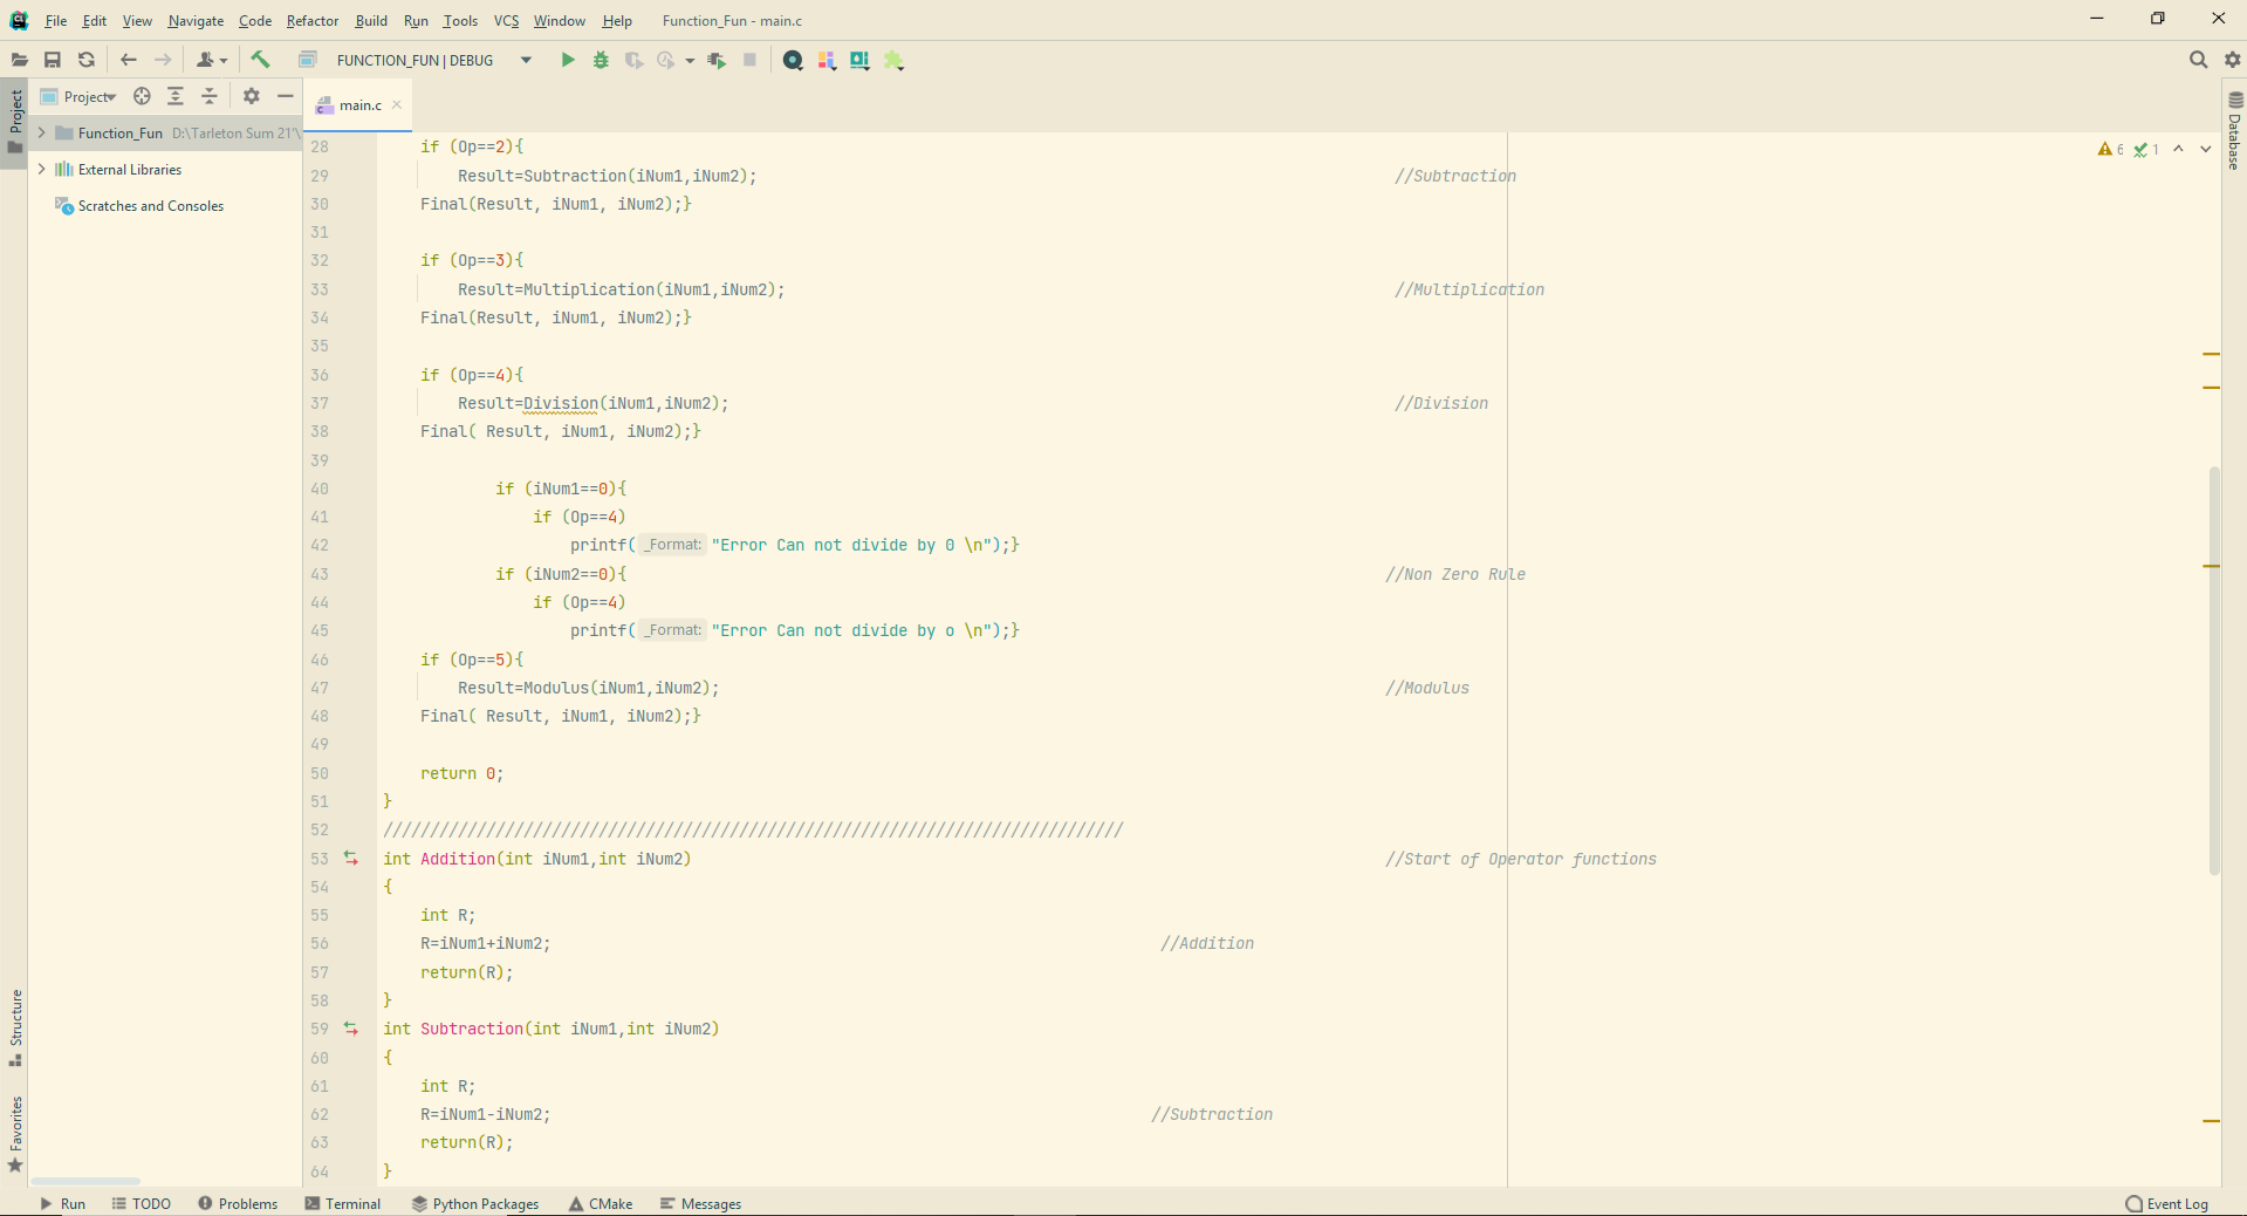 File Edit View Navigate Code Refactor Build Run Tools VCS Window Help Function_Fun - main.c
FUNCTION_FUN | DEBUG
Project
Project
main.c
Database
Function_Fun D:\Tarleton Sum 21'\
External Libraries
Scratches and Consoles
6 1
28 if (Op==2){
29 Result=Subtraction(iNum1,iNum2); //Subtraction
30 Final(Result, iNum1, iNum2);}
31
32 if (Op==3){
33 Result=Multiplication(iNum1,iNum2); //Multiplication
34 Final(Result, iNum1, iNum2);}
35
36 if (Op==4){
37 Result=Division(iNum1,iNum2); //Division
38 Final( Result, iNum1, iNum2);}
39
40 if (iNum1==0){
41 if (Op==4)
42 printf( _Format: "Error Can not divide by 0 \n");}
43 if (iNum2==0){ //Non Zero Rule
44 if (Op==4)
45 printf( _Format: "Error Can not divide by o \n");}
46 if (Op==5){
47 Result=Modulus(iNum1,iNum2); //Modulus
48 Final( Result, iNum1, iNum2);}
49
50 return 0;
51 }
52 ///////////////////////////////////////////////////////////////////////////////
53 int Addition(int iNum1,int iNum2) //Start of Operator functions
54 {
55 int R;
56 R=iNum1+iNum2; //Addition
57 return(R);
58 }
59 int Subtraction(int iNum1,int iNum2)
60 {
61 int R;
62 R=iNum1-iNum2; //Subtraction
63 return(R);
64 }
Structure
Favorites
Run TODO Problems Terminal Python Packages CMake Messages Event Log